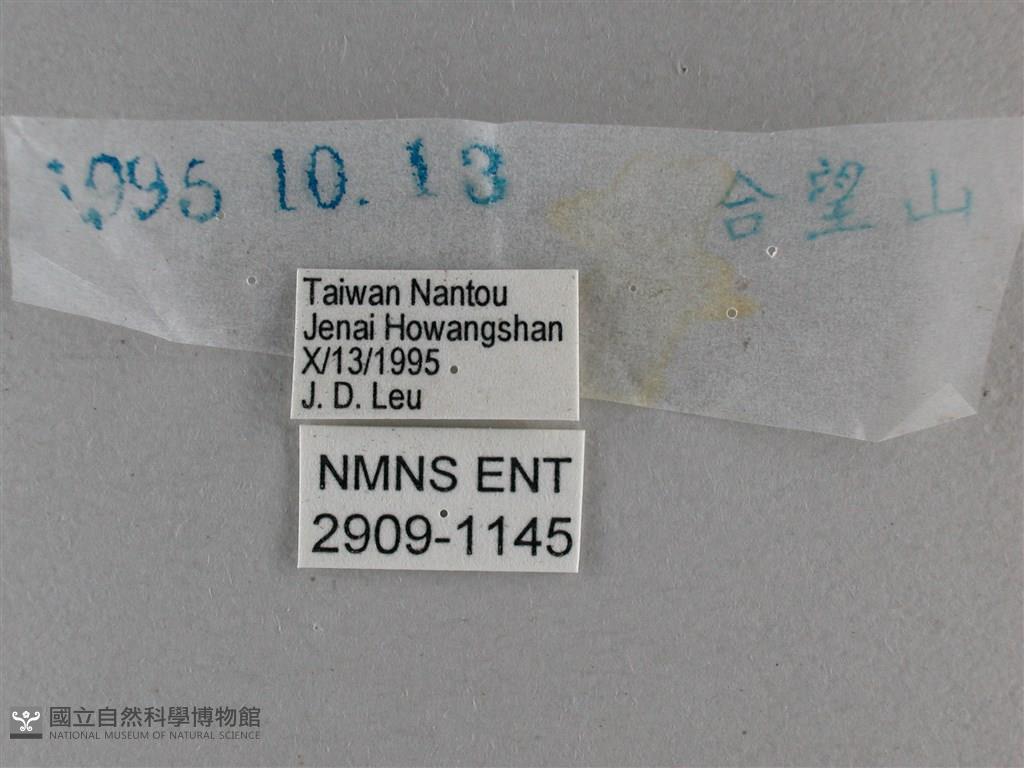 1995 10. 13 合望山
Taiwan Nantou
Jenai Howangshan
X/13/1995
J. D. Leu
NMNS ENT
2909-1145
國立自然科學博物館
NATIONAL MUSEUM OF NATURAL SCIENCE